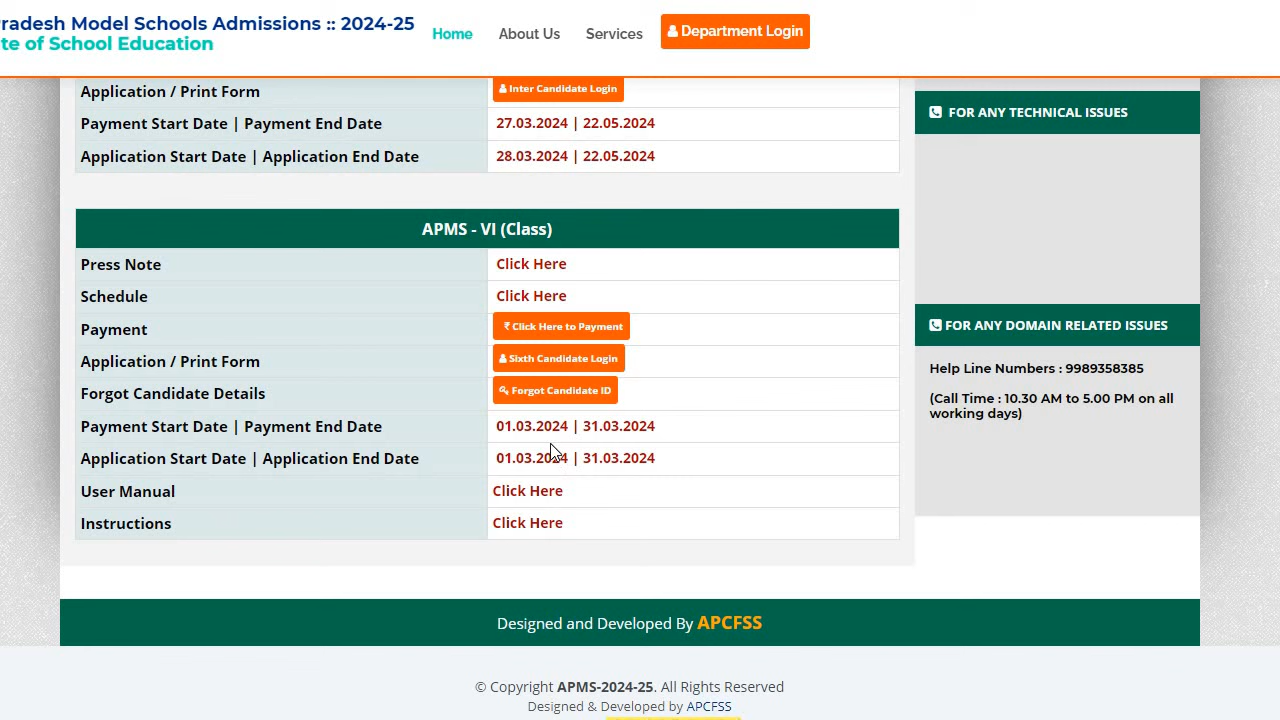 radesh Model Schools Admissions :: 2024-25
te of School Education
Home About Us Services Department Login
Application / Print Form Inter Candidate Login
Payment Start Date | Payment End Date 27.03.2024 | 22.05.2024
Application Start Date | Application End Date 28.03.2024 | 22.05.2024
APMS - VI (Class)
Press Note Click Here
Schedule Click Here
Payment ₹ Click Here to Payment
Application / Print Form Sixth Candidate Login
Forgot Candidate Details Forgot Candidate ID
Payment Start Date | Payment End Date 01.03.2024 | 31.03.2024
Application Start Date | Application End Date 01.03.2024 | 31.03.2024
User Manual Click Here
Instructions Click Here
FOR ANY TECHNICAL ISSUES
FOR ANY DOMAIN RELATED ISSUES
Help Line Numbers : 9989358385
(Call Time : 10.30 AM to 5.00 PM on all
working days)
Designed and Developed By APCFSS
© Copyright APMS-2024-25. All Rights Reserved
Designed & Developed by APCFSS